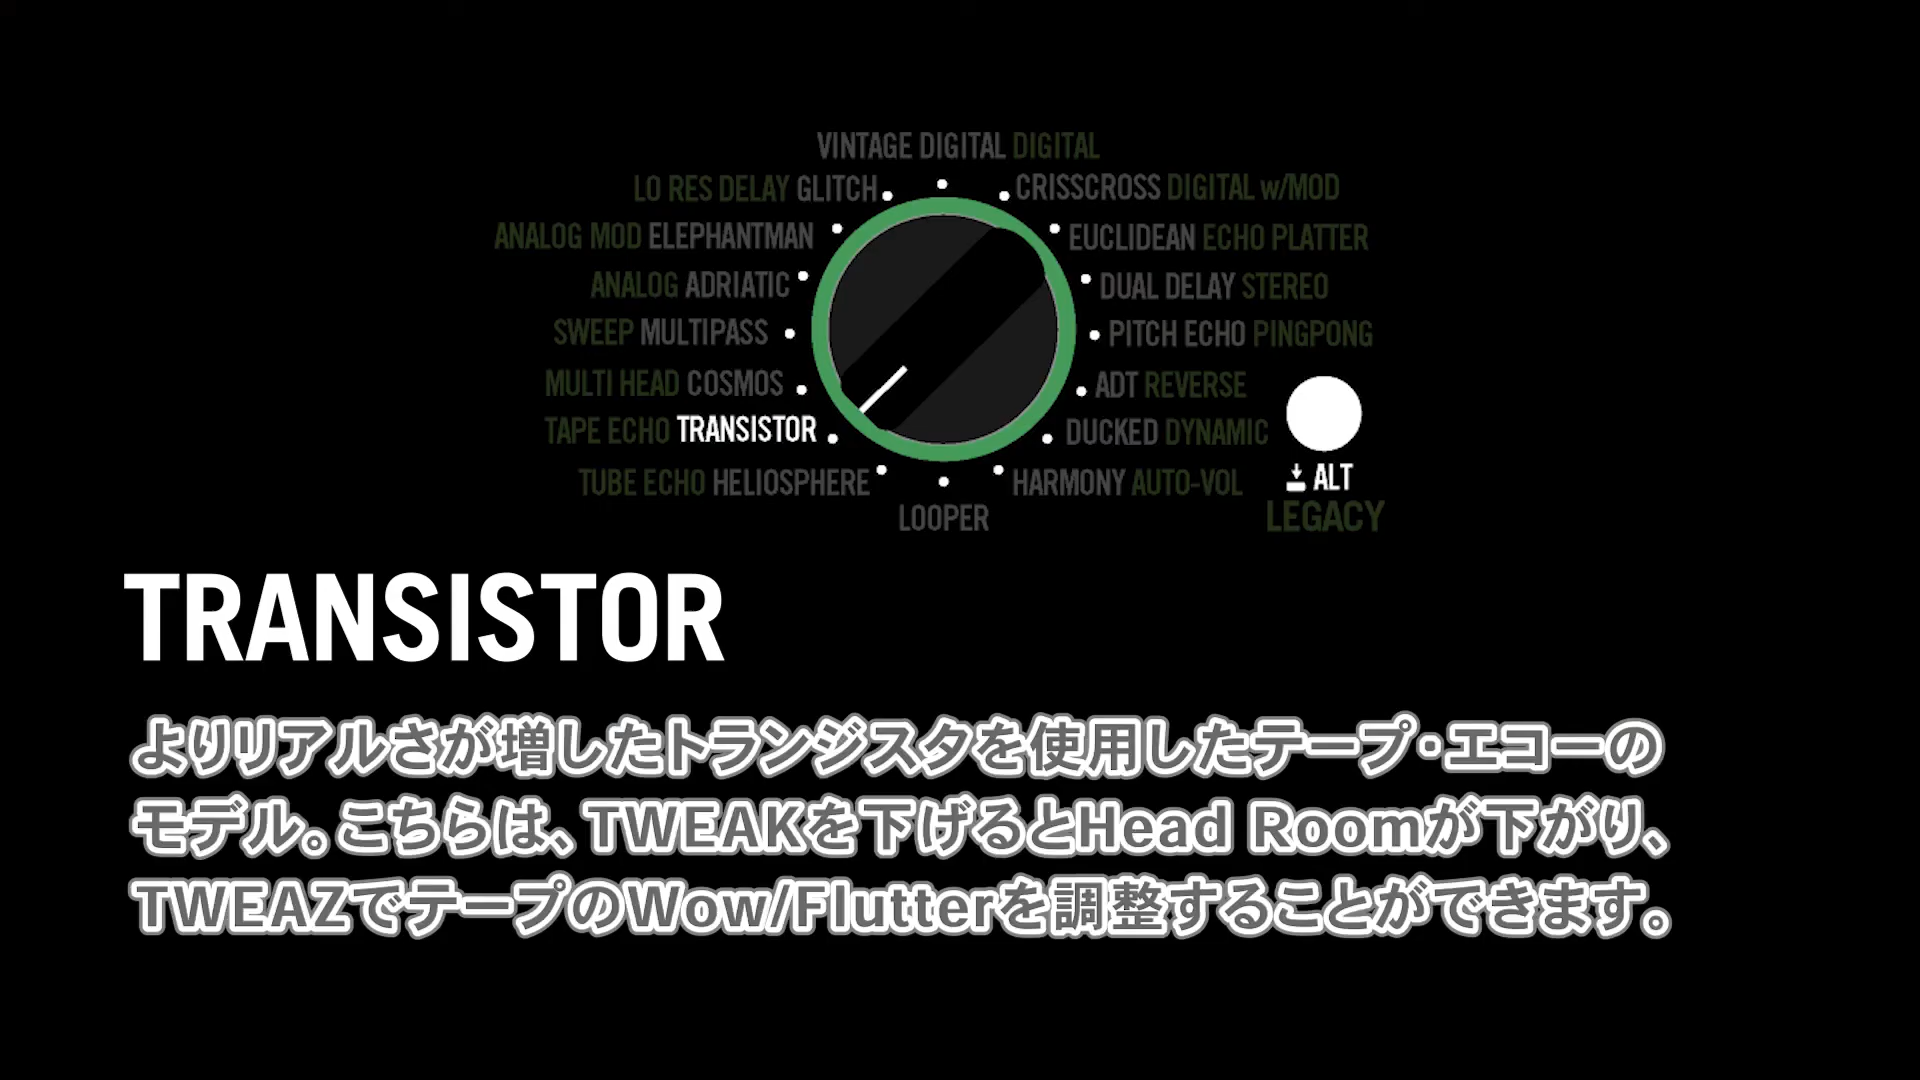 VINTAGE DIGITAL DIGITAL
LO RES DELAY GLITCH
CRISSCROSS DIGITAL w/MOD
ANALOG MOD ELEPHANTMAN
EUCLIDEAN ECHO PLATTER
ANALOG ADRIATIC
DUAL DELAY STEREO
SWEEP MULTIPASS
PITCH ECHO PINGPONG
MULTI HEAD COSMOS
ADT REVERSE
TAPE ECHO TRANSISTOR
DUCKED DYNAMIC
TUBE ECHO HELIOSPHERE
HARMONY AUTO-VOL
ALT
LOOPER
LEGACY
TRANSISTOR
よりリアルさが増したトランジスタを使用したテープ・エコーの
モデル。こちらは、TWEAKを下げるとHead Roomが下がり、
TWEAZでテープのWow/Flutterを調整することができます。